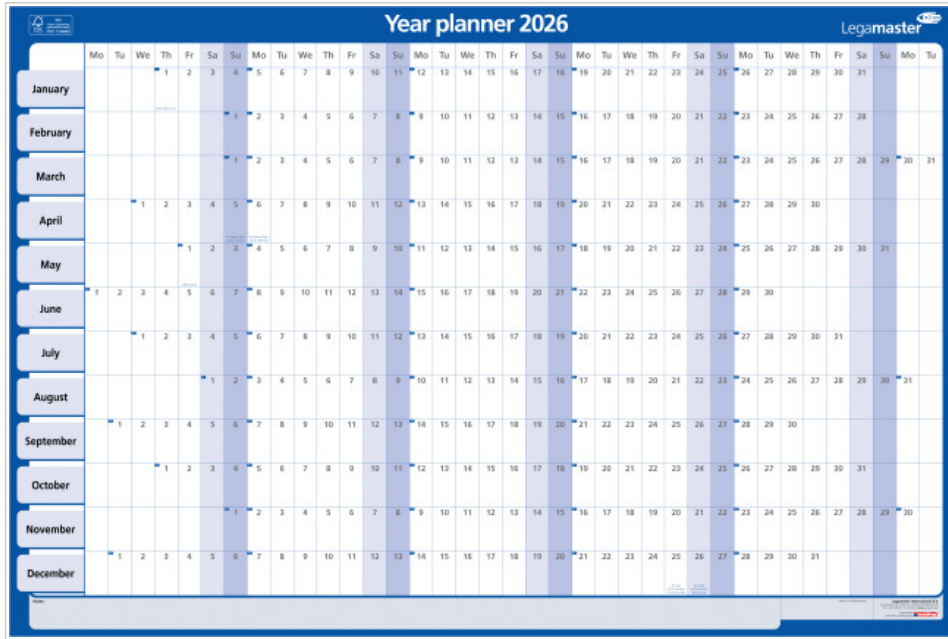 Year planner 2026
Legamaster
Mo Tu We Th Fr Sa Su Mo Tu We Th Fr Sa Su Mo Tu We Th Fr Sa Su Mo Tu We Th Fr Sa Su Mo Tu We Th Fr Sa Su Mo Tu
January 1 2 3 4 5 6 7 8 9 10 11 12 13 14 15 16 17 18 19 20 21 22 23 24 25 26 27 28 29 30 31
February 1 2 3 4 5 6 7 8 9 10 11 12 13 14 15 16 17 18 19 20 21 22 23 24 25 26 27 28
March 1 2 3 4 5 6 7 8 9 10 11 12 13 14 15 16 17 18 19 20 21 22 23 24 25 26 27 28 29 30 31
April 1 2 3 4 5 6 7 8 9 10 11 12 13 14 15 16 17 18 19 20 21 22 23 24 25 26 27 28 29 30
May 1 2 3 4 5 6 7 8 9 10 11 12 13 14 15 16 17 18 19 20 21 22 23 24 25 26 27 28 29 30 31
June 1 2 3 4 5 6 7 8 9 10 11 12 13 14 15 16 17 18 19 20 21 22 23 24 25 26 27 28 29 30
July 1 2 3 4 5 6 7 8 9 10 11 12 13 14 15 16 17 18 19 20 21 22 23 24 25 26 27 28 29 30 31
August 1 2 3 4 5 6 7 8 9 10 11 12 13 14 15 16 17 18 19 20 21 22 23 24 25 26 27 28 29 30 31
September 1 2 3 4 5 6 7 8 9 10 11 12 13 14 15 16 17 18 19 20 21 22 23 24 25 26 27 28 29 30
October 1 2 3 4 5 6 7 8 9 10 11 12 13 14 15 16 17 18 19 20 21 22 23 24 25 26 27 28 29 30 31
November 1 2 3 4 5 6 7 8 9 10 11 12 13 14 15 16 17 18 19 20 21 22 23 24 25 26 27 28 29 30
December 1 2 3 4 5 6 7 8 9 10 11 12 13 14 15 16 17 18 19 20 21 22 23 24 25 26 27 28 29 30 31